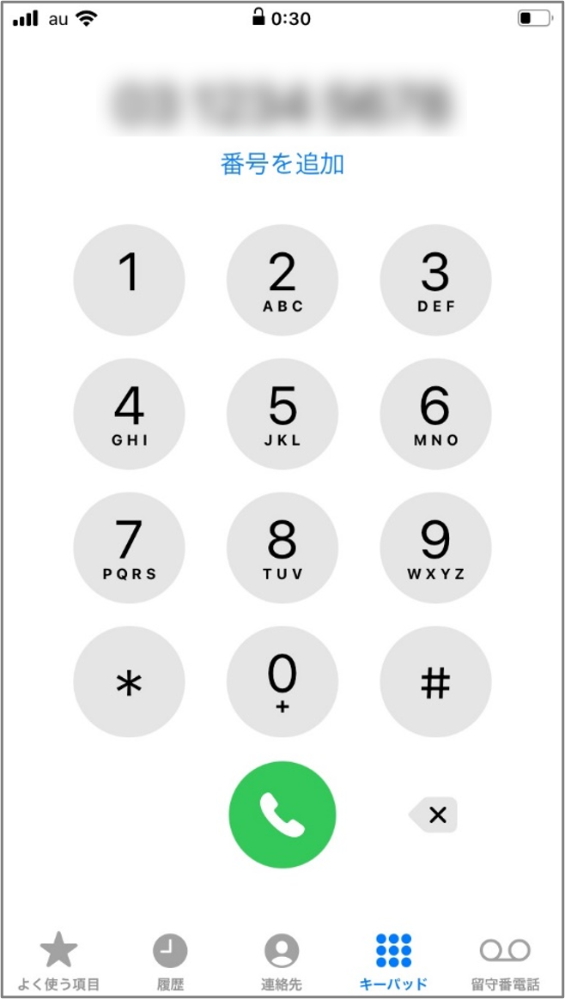 au 0:30
番号を追加
1 2 3
ABC DEF
4 5 6
GHI JKL MNO
7 8 9
PQRS TUV WXYZ
* 0 #
+
よく使う項目 履歴 連絡先 キーパッド 留守番電話